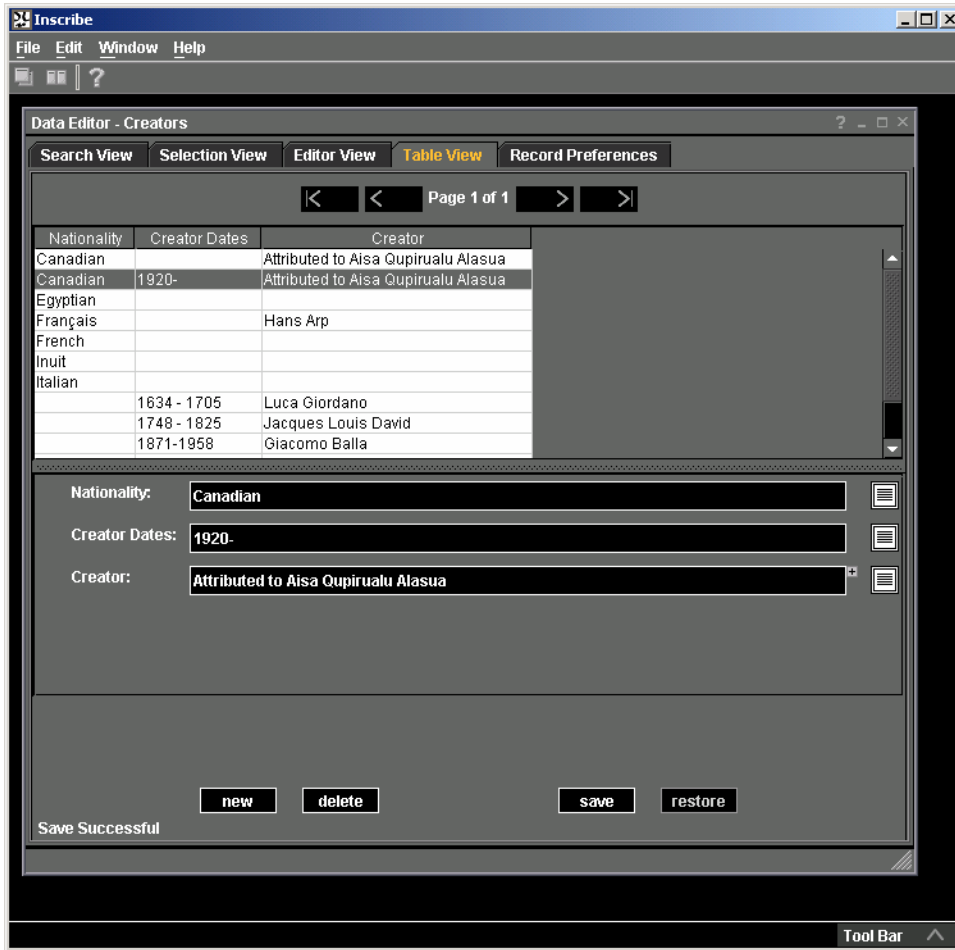 Inscribe
File Edit Window Help
?
Data Editor - Creators
Search View Selection View Editor View Table View Record Preferences
Page 1 of 1
Nationality Creator Dates Creator
Canadian Attributed to Aisa Qupirualu Alasua
Canadian 1920- Attributed to Aisa Qupirualu Alasua
Egyptian
Français Hans Arp
French
Inuit
Italian
1634 - 1705 Luca Giordano
1748 - 1825 Jacques Louis David
1871-1958 Giacomo Balla
Nationality: Canadian
Creator Dates: 1920-
Creator: Attributed to Aisa Qupirualu Alasua
new delete save restore
Save Successful
Tool Bar